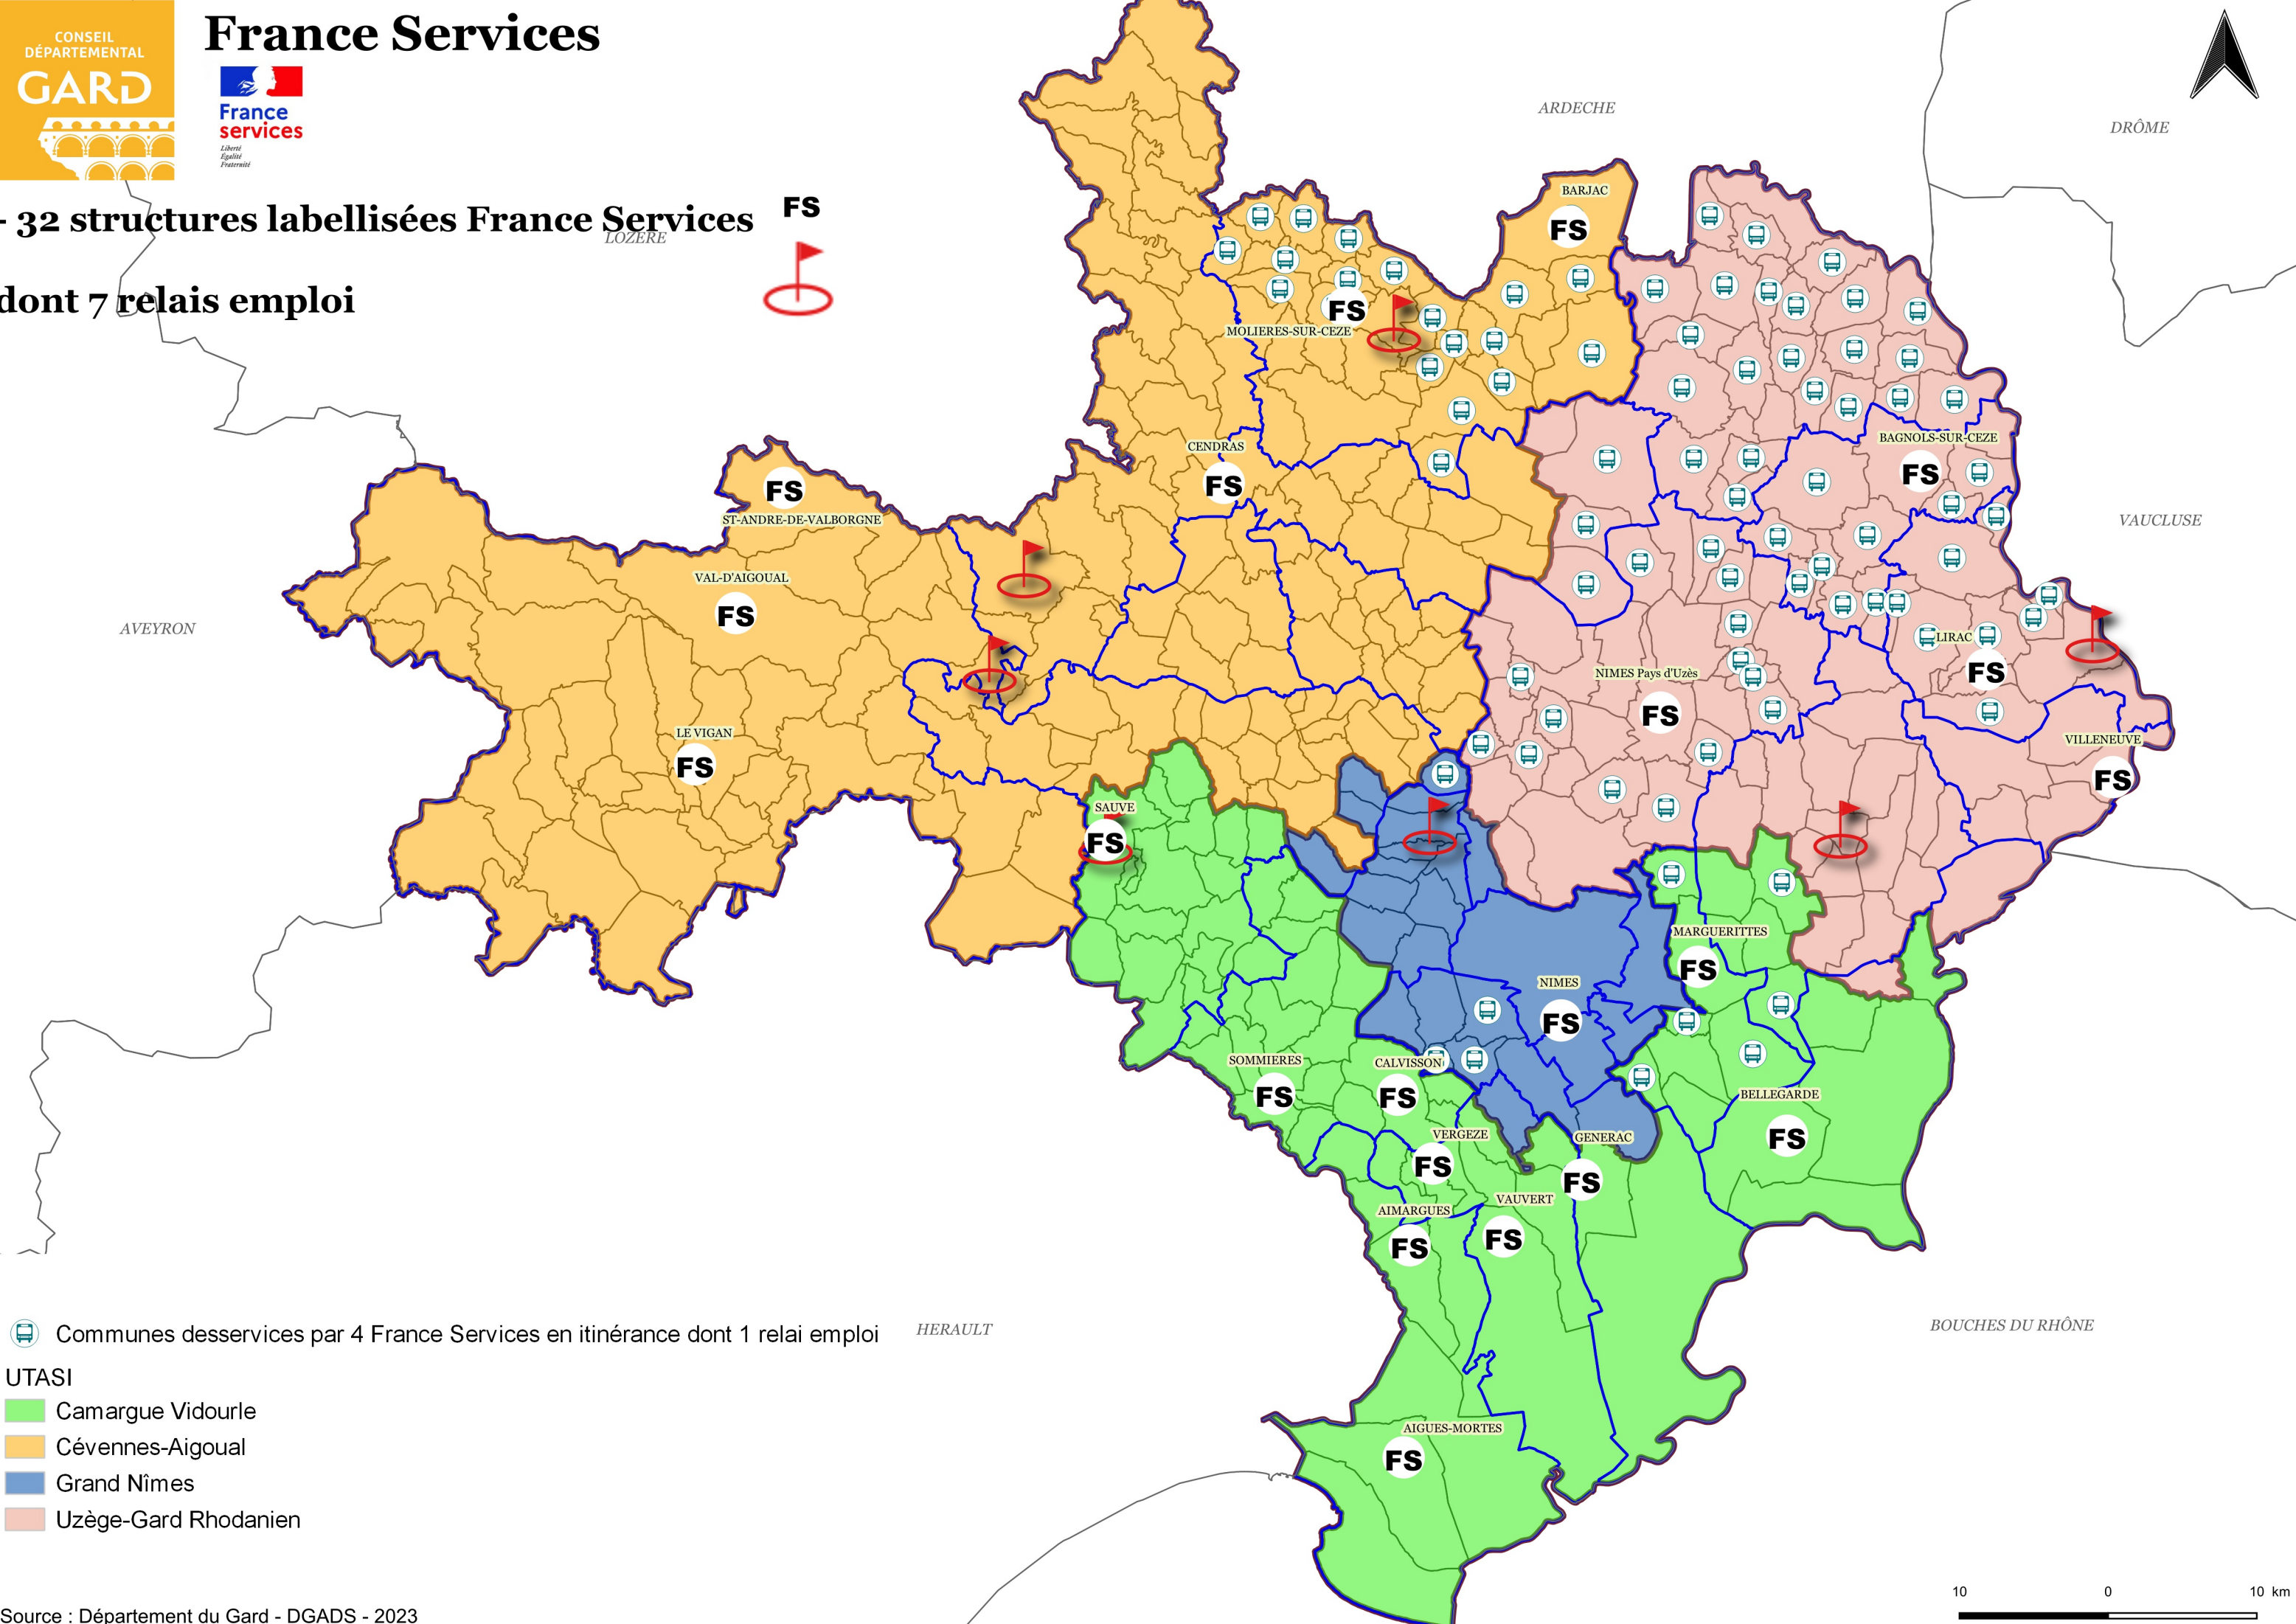 CONSEIL
DÉPARTEMENTAL
GARD
France Services
France
services
Liberté
Égalité
Fraternité
- 32 structures labellisées France Services
FS
dont 7 relais emploi
LOZERE
ARDECHE
DRÔME
VAUCLUSE
AVEYRON
HERAULT
BOUCHES DU RHÔNE
BARJAC
FS
FS
MOLIERES-SUR-CEZE
BAGNOLS-SUR-CEZE
FS
CENDRAS
FS
FS
ST-ANDRE-DE-VALBORGNE
VAL-D'AIGOUAL
FS
LIRAC
FS
NIMES Pays d'Uzès
FS
LE VIGAN
FS
VILLENEUVE
FS
SAUVE
FS
MARGUERITTES
FS
NIMES
FS
SOMMIERES
FS
CALVISSON
FS
BELLEGARDE
FS
VERGEZE
FS
GENERAC
FS
VAUVERT
FS
AIMARGUES
FS
AIGUES-MORTES
FS
Communes desservices par 4 France Services en itinérance dont 1 relai emploi
UTASI
Camargue Vidourle
Cévennes-Aigoual
Grand Nîmes
Uzège-Gard Rhodanien
Source : Département du Gard - DGADS - 2023
10 0 10 km